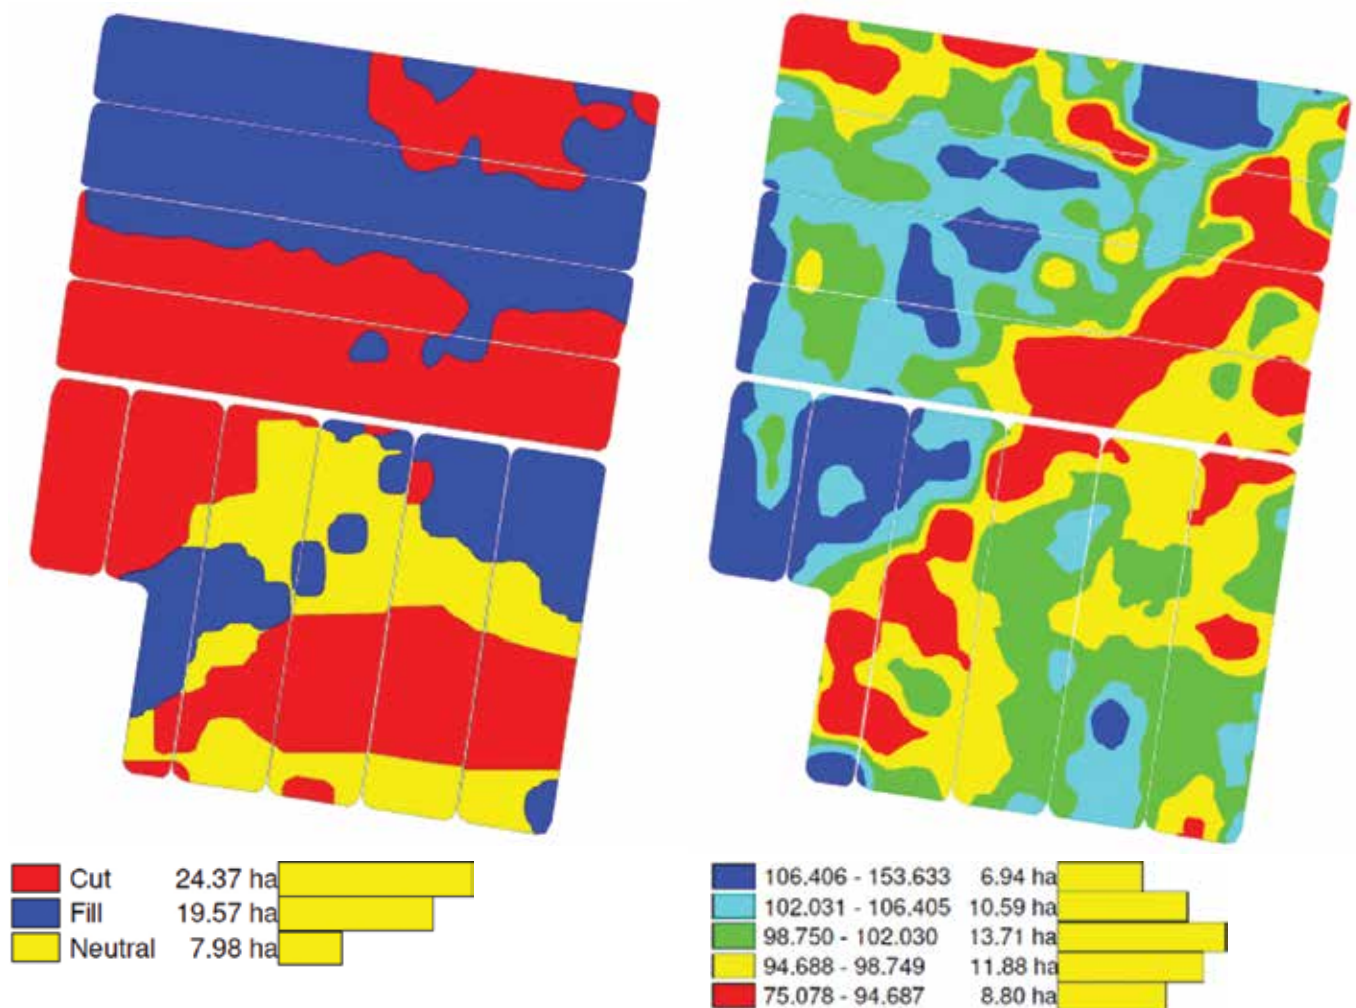 Cut 24.37 ha
Fill 19.57 ha
Neutral 7.98 ha
106.406 - 153.633 6.94 ha
102.031 - 106.405 10.59 ha
98.750 - 102.030 13.71 ha
94.688 - 98.749 11.88 ha
75.078 - 94.687 8.80 ha